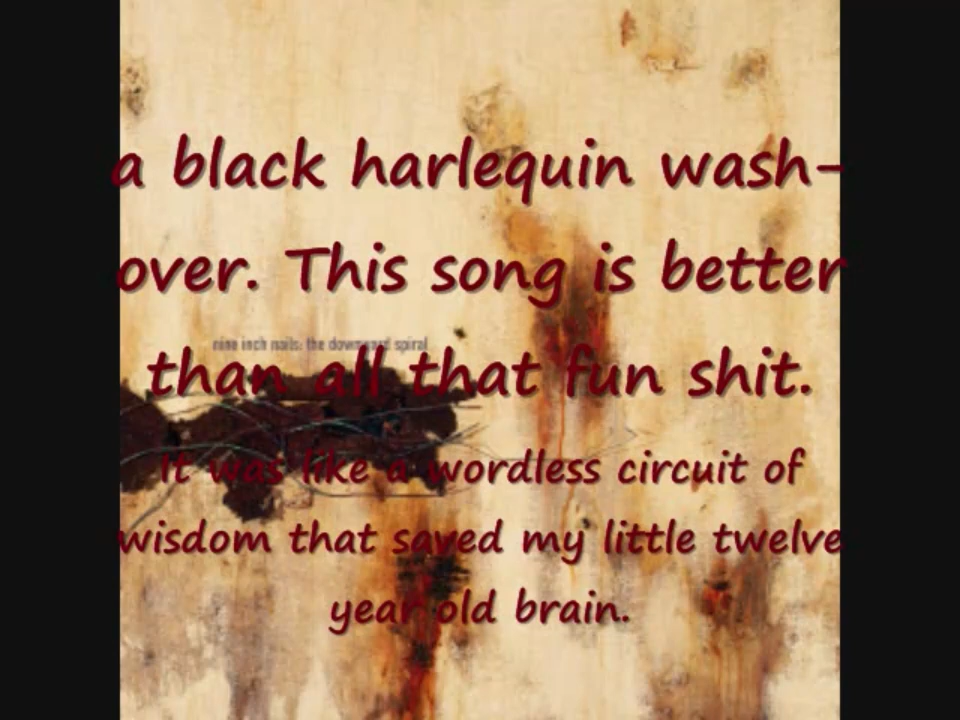 a black harlequin wash-
over. This song is better
nine inch nails: the downward spiral
than all that fun shit.
It was like a wordless circuit of
wisdom that saved my little twelve
year old brain.